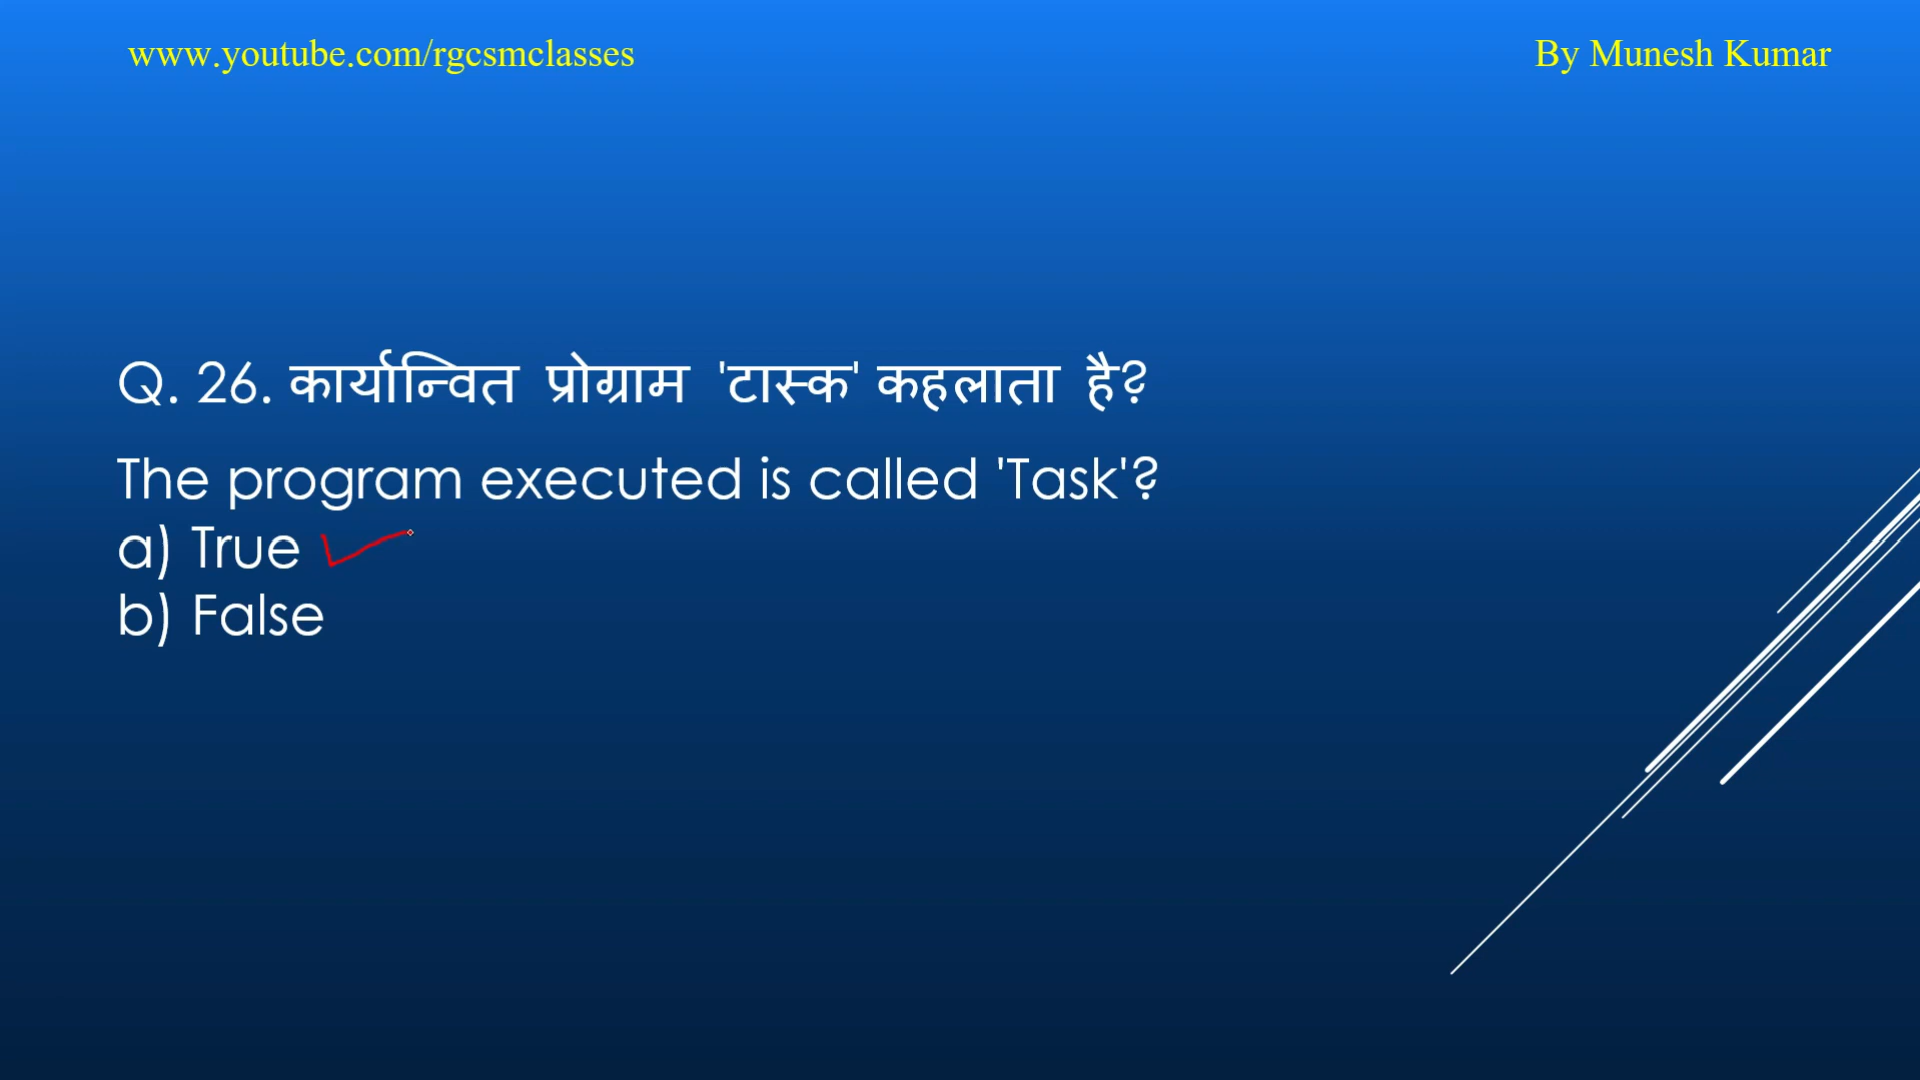 www.youtube.com/rgcsmclasses
By Munesh Kumar
Q. 26. कार्यान्वित प्रोग्राम 'टास्क' कहलाता है?
The program executed is called 'Task'?
a) True
b) False